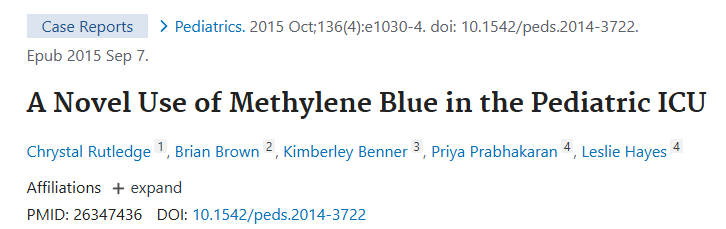 Case Reports > Pediatrics. 2015 Oct;136(4):e1030-4. doi: 10.1542/peds.2014-3722.
Epub 2015 Sep 7.
A Novel Use of Methylene Blue in the Pediatric ICU
Chrystal Rutledge 1, Brian Brown 2, Kimberley Benner 3, Priya Prabhakaran 4, Leslie Hayes 4
Affiliations + expand
PMID: 26347436 DOI: 10.1542/peds.2014-3722